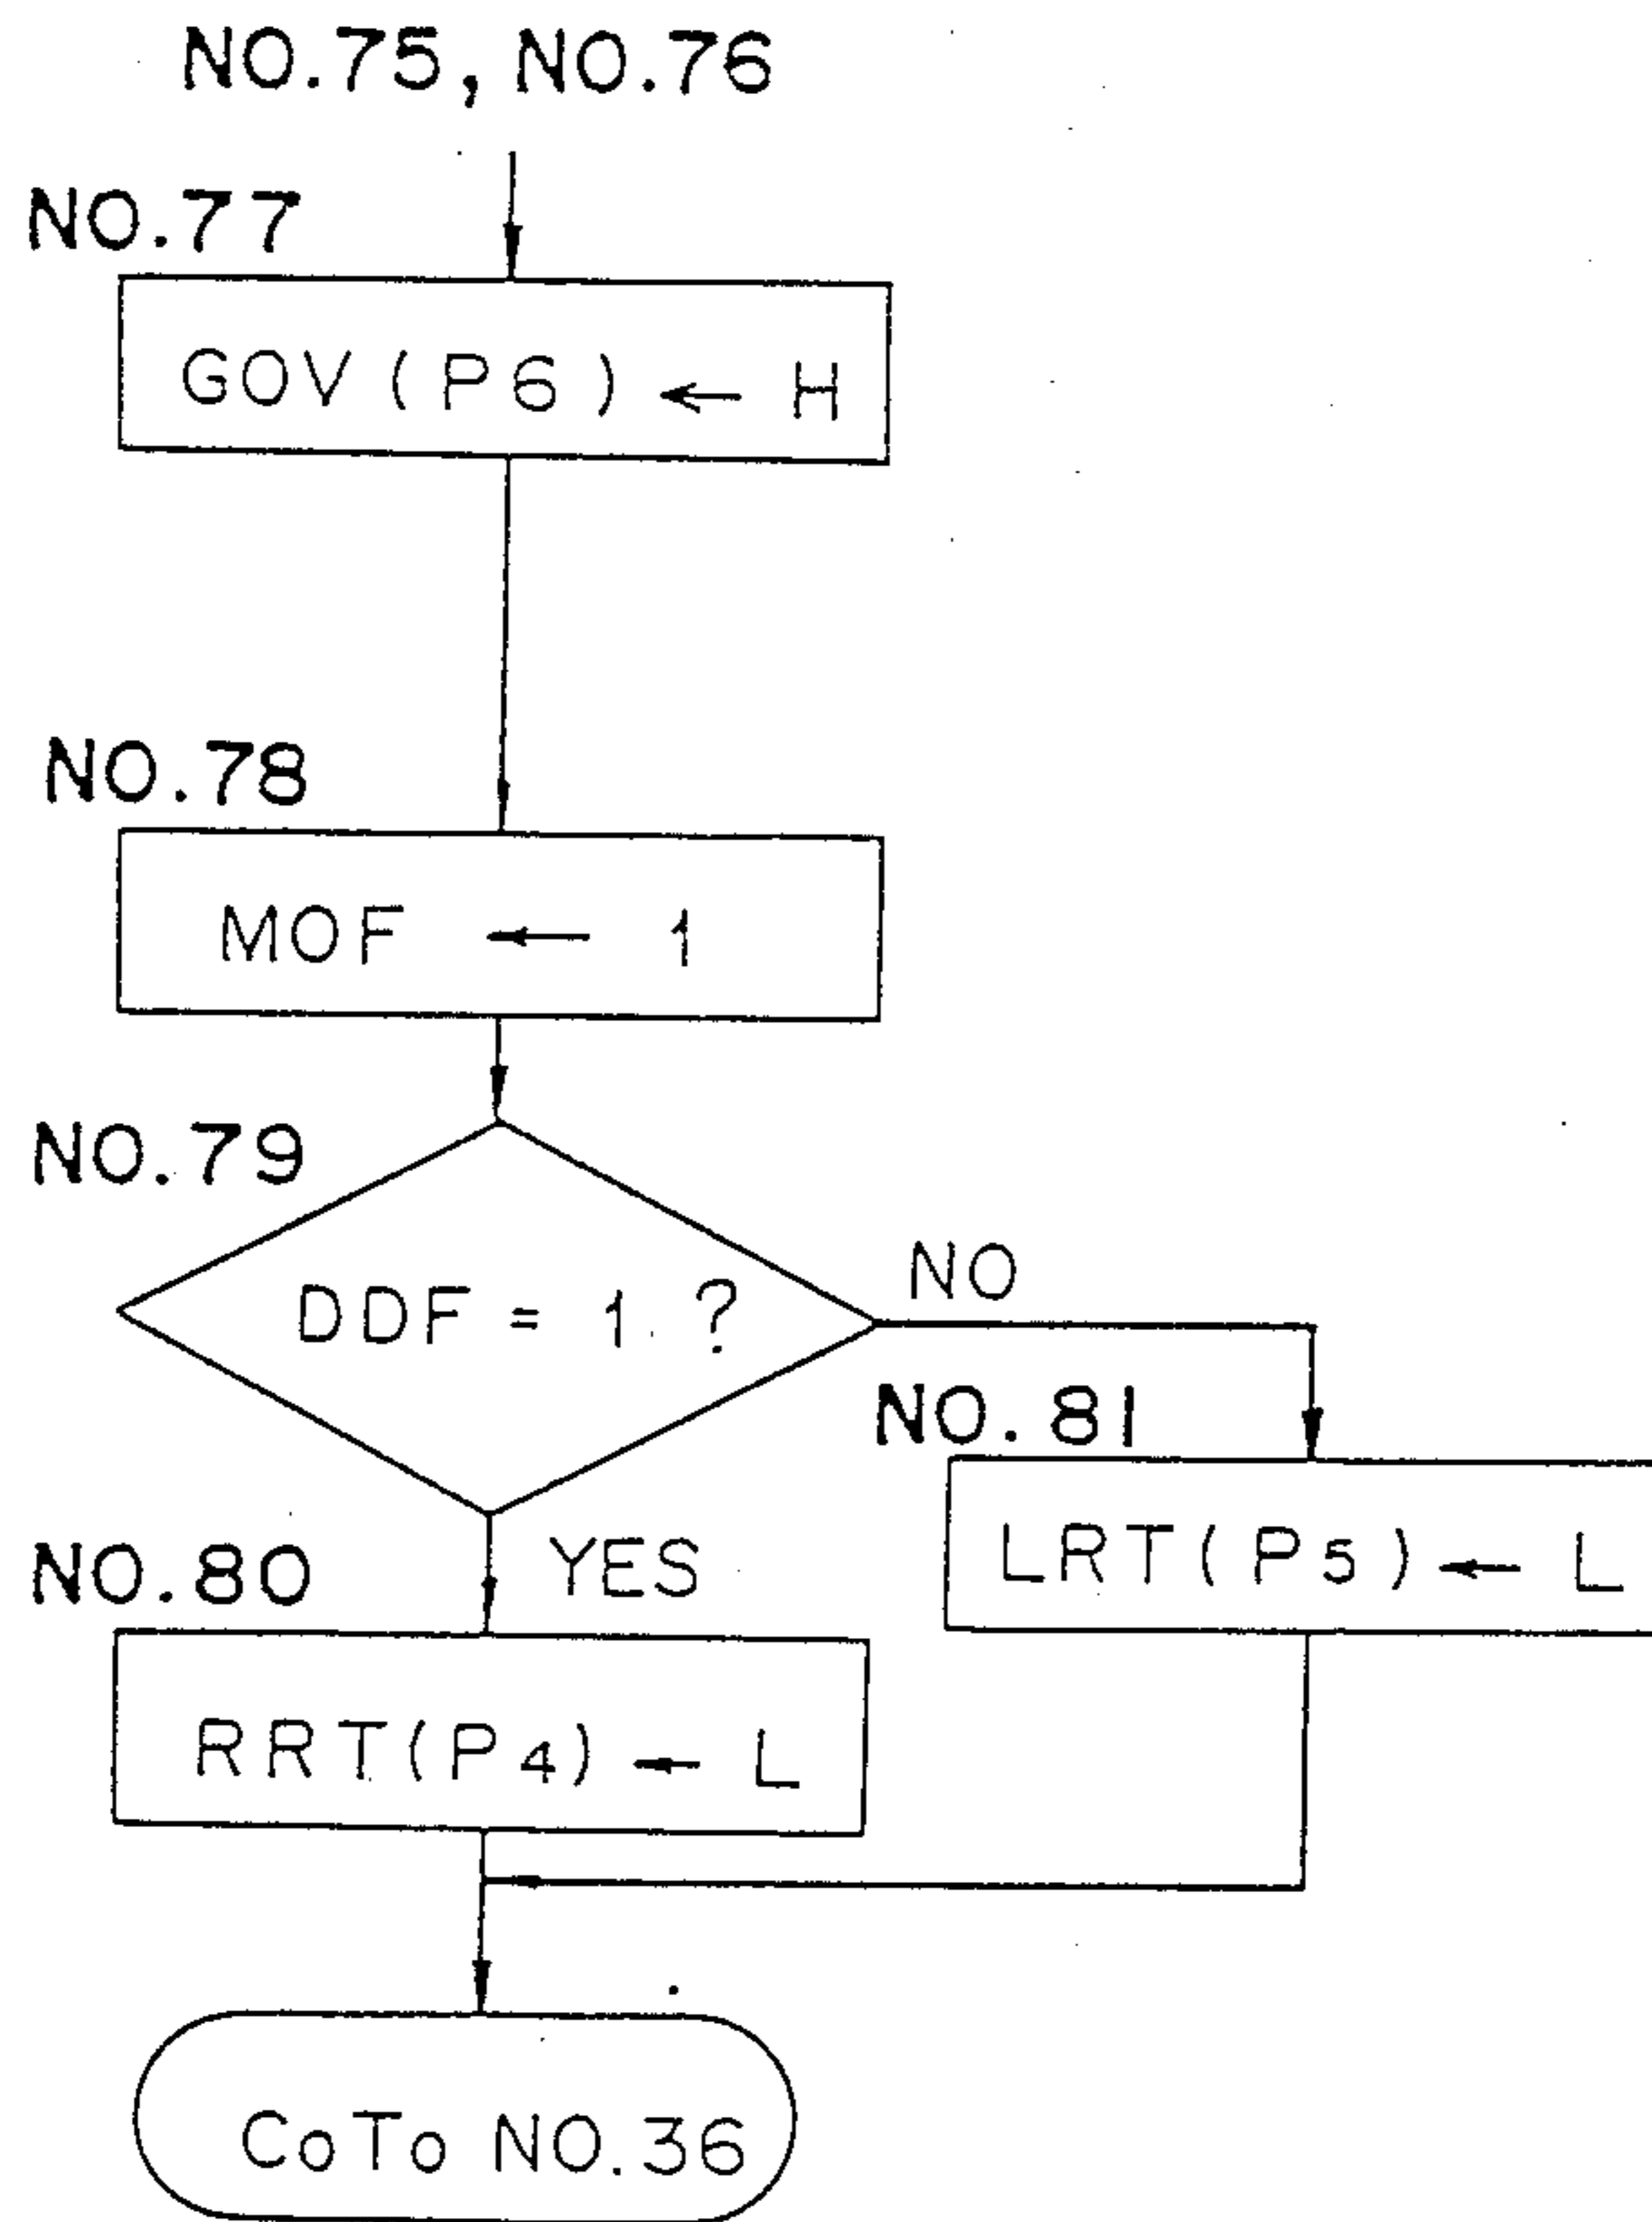 NO.75, NO.76
NO.77
GOV(P6) ← H
NO.78
MOF ← 1
NO.79
DDF = 1 ?
NO
NO.81
LRT(P5) ← L
YES
NO.80
RRT(P4) ← L
CoTo NO.36